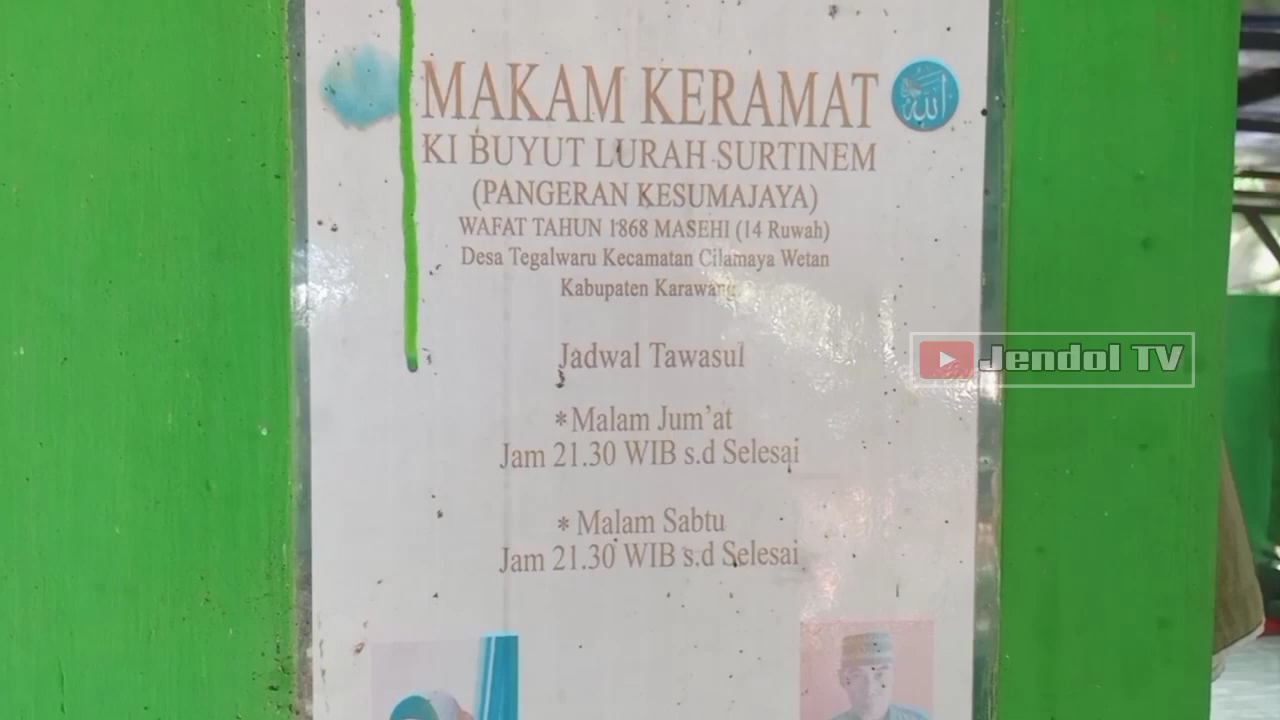 MAKAM KERAMAT
الله
KI BUYUT LURAH SURTINEM
(PANGERAN KESUMAJAYA)
WAFAT TAHUN 1868 MASEHI (14 Ruwah)
Desa Tegalwaru Kecamatan Cilamaya Wetan
Kabupaten Karawang
Jadwal Tawasul
Jendol TV
* Malam Jum'at
Jam 21.30 WIB s.d Selesai
* Malam Sabtu
Jam 21.30 WIB s.d Selesai